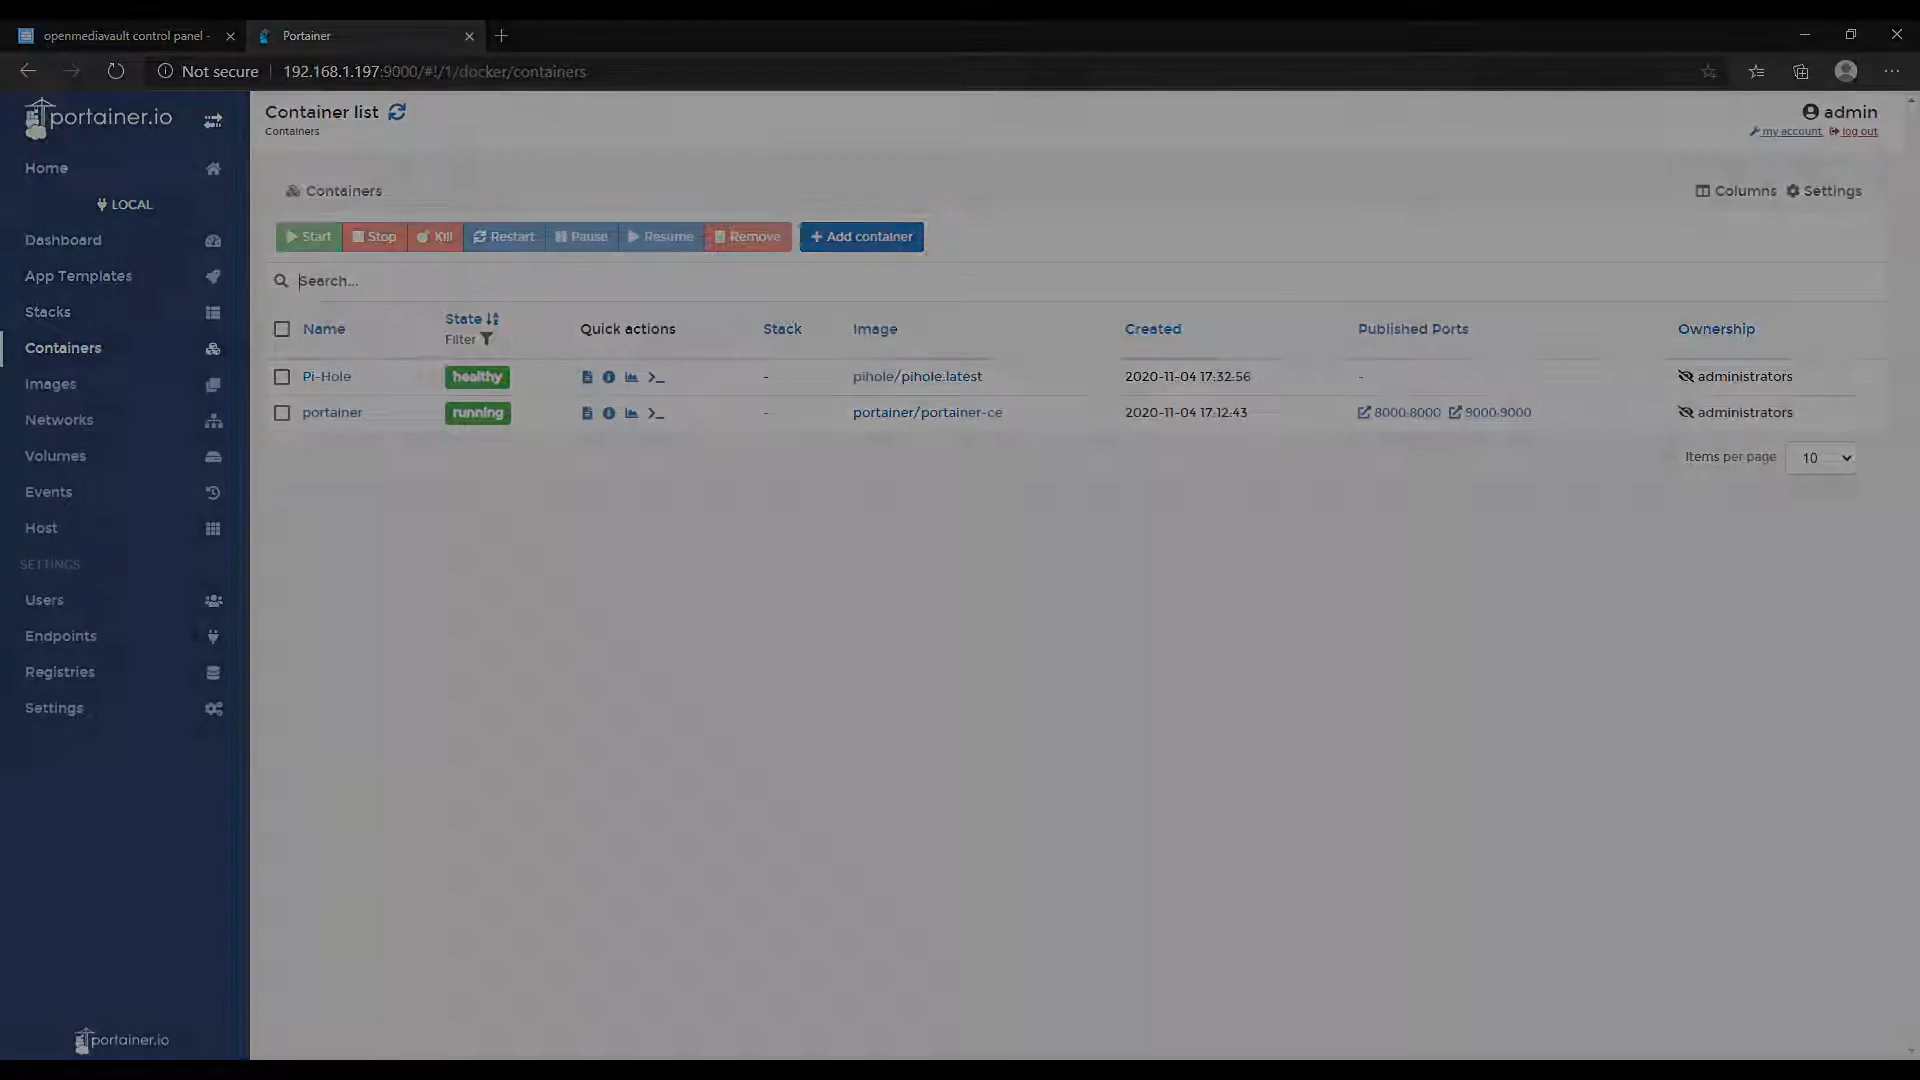 openmediavault control panel -
Portainer
Not secure
192.168.1.197:9000/#!/1/docker/containers
portainer.io
Container list
Containers
admin
my account
log out
Home
LOCAL
Dashboard
App Templates
Stacks
Containers
Images
Networks
Volumes
Events
Host
SETTINGS
Users
Endpoints
Registries
Settings
portainer.io
Containers
Columns
Settings
Start
Stop
Kill
Restart
Pause
Resume
Remove
+ Add container
Search...
Name State Quick actions Stack Image Created Published Ports Ownership
Filter
Pi-Hole healthy - pihole/pihole:latest 2020-11-04 17:32:56 - administrators
portainer running - portainer/portainer-ce 2020-11-04 17:12:43 8000:8000 9000:9000 administrators
Items per page 10